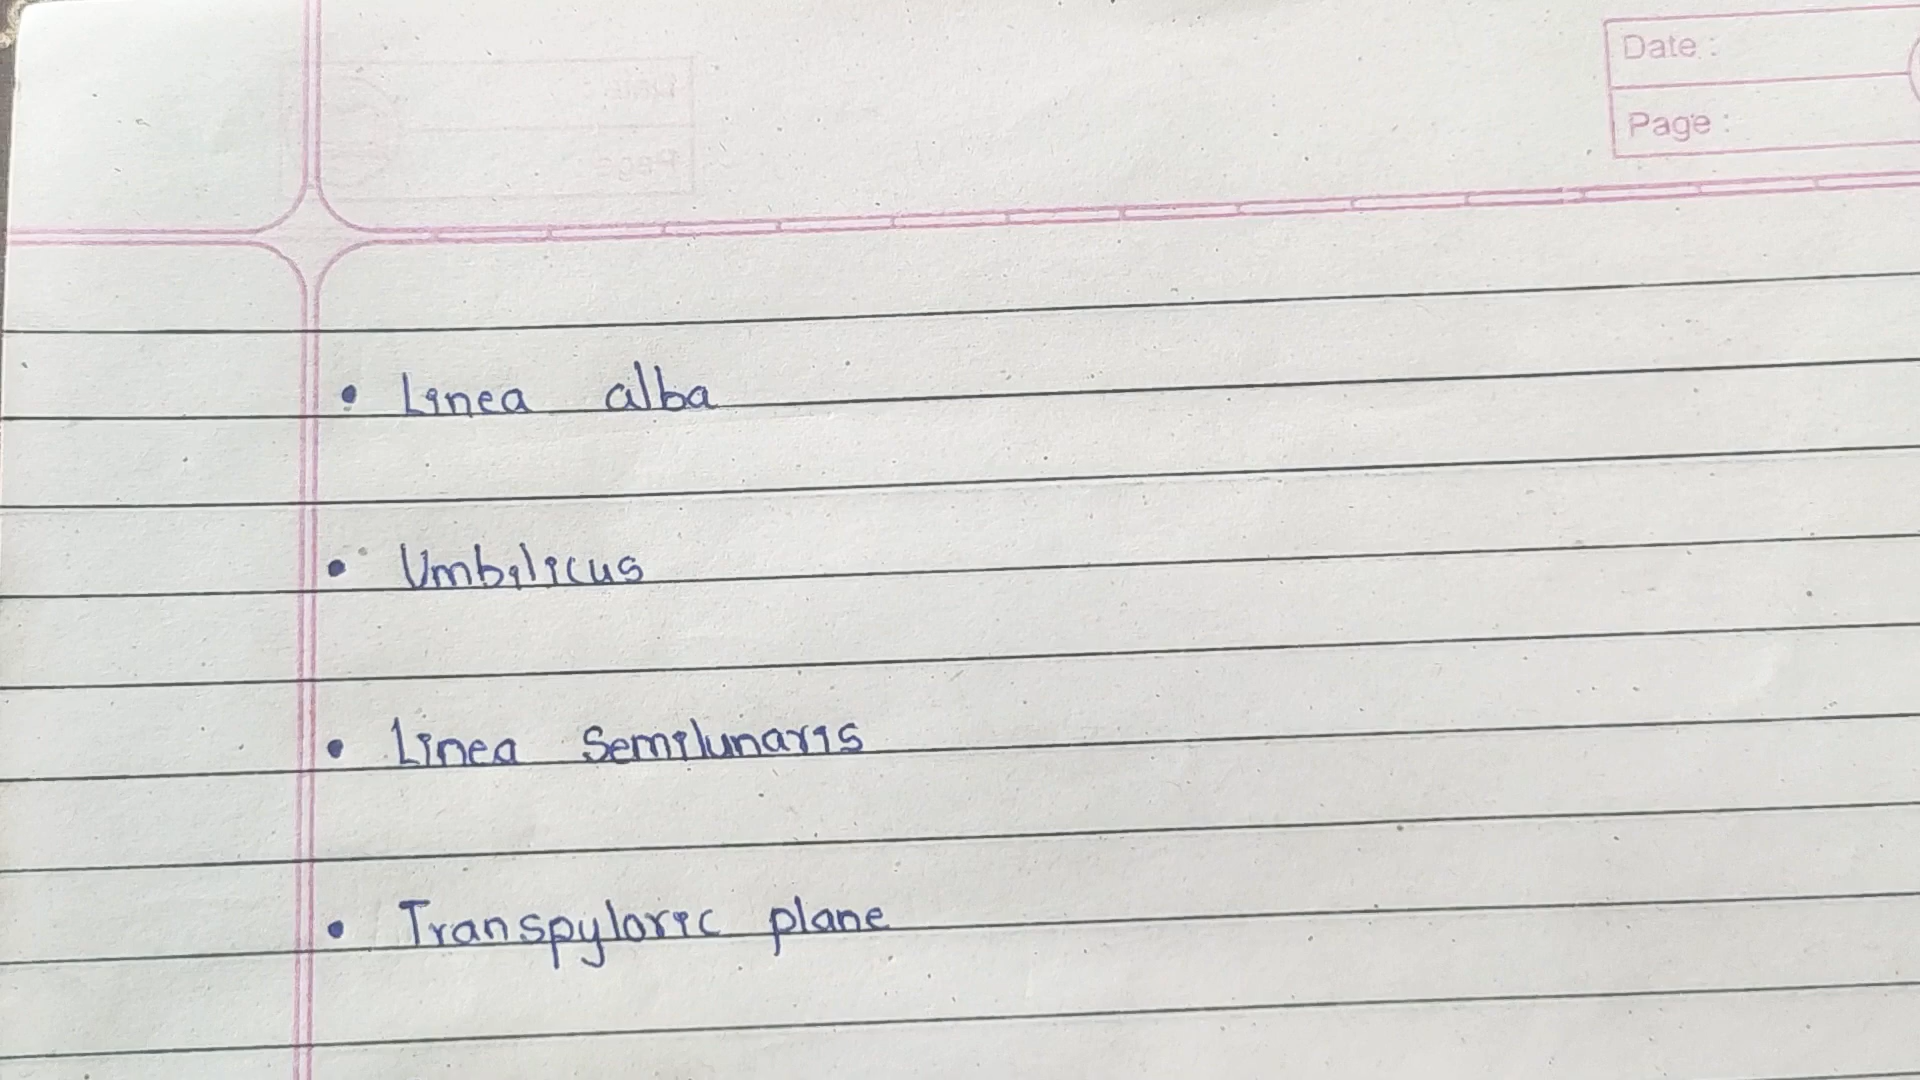 Date :
Page :
• Linea alba
• Umbilicus
• Linea Semilunaris
• Transpyloric plane